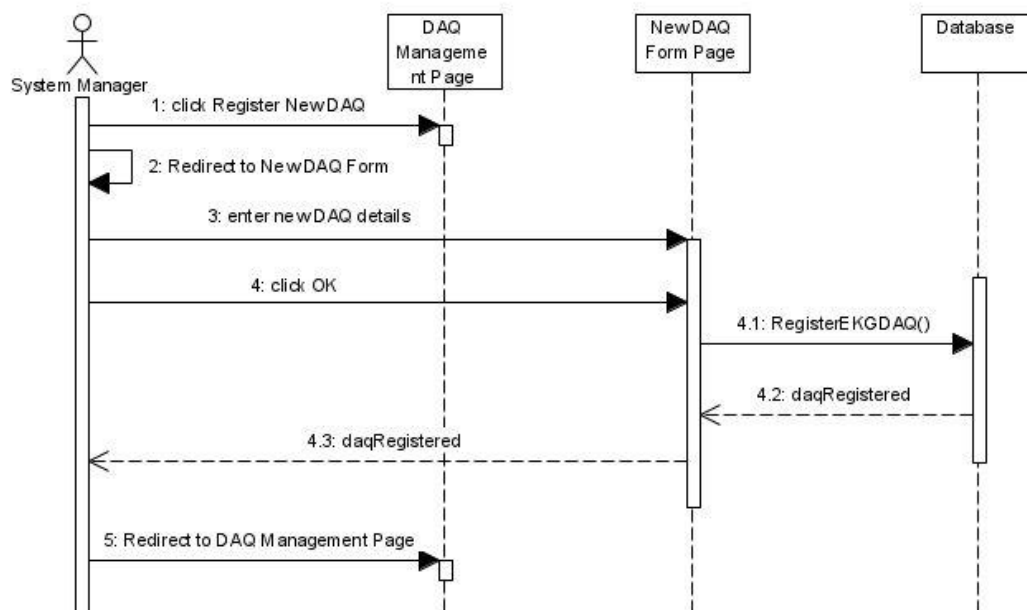 DAQ
Manageme
nt Page
NewDAQ
Form Page
Database
System Manager
1: click Register NewDAQ
2: Redirect to NewDAQ Form
3: enter newDAQ details
4: click OK
4.1: RegisterEKGDAQ()
4.2: daqRegistered
4.3: daqRegistered
5: Redirect to DAQ Management Page